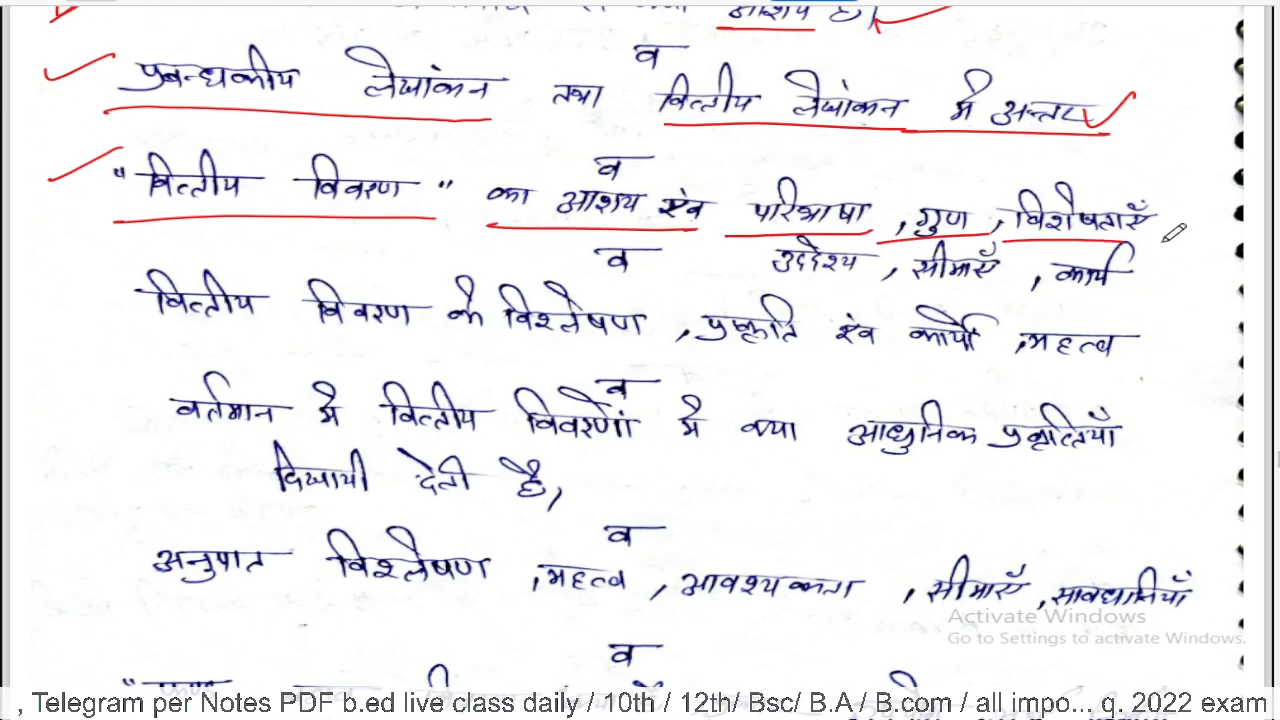 आशय है।
व
प्रबन्धकीय लेखांकन तथा वित्तीय लेखांकन मे अन्तर
व
"वित्तीय विवरण" का आशय एंव परिभाषा , गुण , विशेषताएँ
व उद्देश्य , सीमाएँ , कार्य
वित्तीय विवरण के विश्लेषण , प्रकृति एंव कार्यो , महत्व
व
वर्तमान मे वित्तीय विवरणों मे क्या आधुनिक प्रवृत्तियाँ
दिखायी देती है,
व
अनुपात विश्लेषण , महत्व , आवश्यकता , सीमाएँ , सावधानियाँ
Activate Windows
Go to Settings to activate Windows.
व
, Telegram per Notes PDF b.ed live class daily / 10th / 12th/ Bsc/ B.A / B.com / all impo... q. 2022 exam